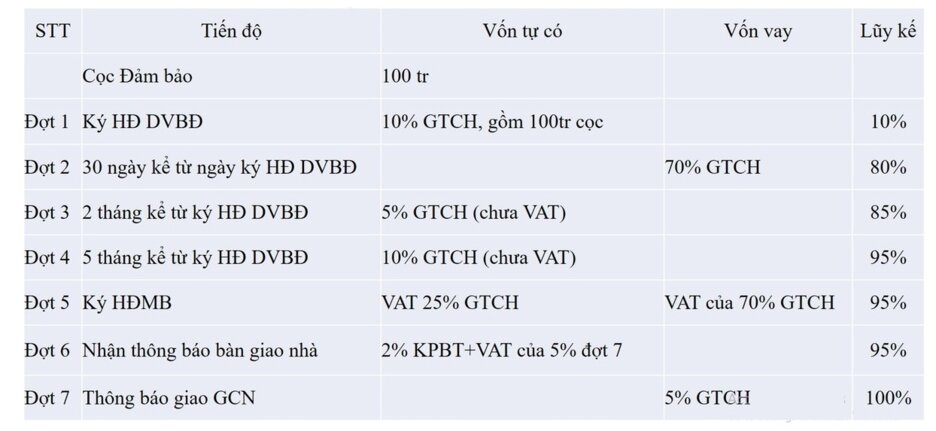 STT Tiến độ Vốn tự có Vốn vay Lũy kế
Cọc Đảm bảo 100 tr
Đợt 1 Ký HĐ DVBĐ 10% GTCH, gồm 100tr cọc 10%
Đợt 2 30 ngày kể từ ngày ký HĐ DVBĐ 70% GTCH 80%
Đợt 3 2 tháng kể từ ký HĐ DVBĐ 5% GTCH (chưa VAT) 85%
Đợt 4 5 tháng kể từ ký HĐ DVBĐ 10% GTCH (chưa VAT) 95%
Đợt 5 Ký HĐMB VAT 25% GTCH VAT của 70% GTCH 95%
Đợt 6 Nhận thông báo bàn giao nhà 2% KPBT+VAT của 5% đợt 7 95%
Đợt 7 Thông báo giao GCN 5% GTCH 100%